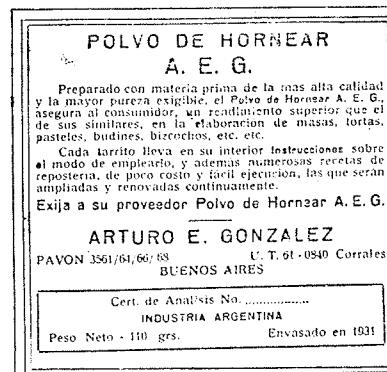 POLVO DE HORNEAR
A. E. G.
Preparado con materia prima de la mas alta calidad
y la mayor pureza exigible, el Polvo de Hornear A. E. G.,
asegura al consumidor, un rendimiento superior que el
de sus similares, en la elaboracion de masas, tortas,
pasteles, budines, bizcochos, etc. etc.
Cada tarrito lleva en su interior instrucciones sobre
el modo de emplearlo, y además numerosas recetas de
reposteria, de poco costo y fácil ejecución, las que serán
ampliadas y renovadas continuamente.
Exija a su proveedor Polvo de Hornear A. E. G.
ARTURO E. GONZALEZ
PAVON 3561/64/66/68 U. T. 61 - 0840 Corrales
BUENOS AIRES
Cert. de Analisis No. ..................
INDUSTRIA ARGENTINA
Peso Neto - 110 grs. Envasado en 1931